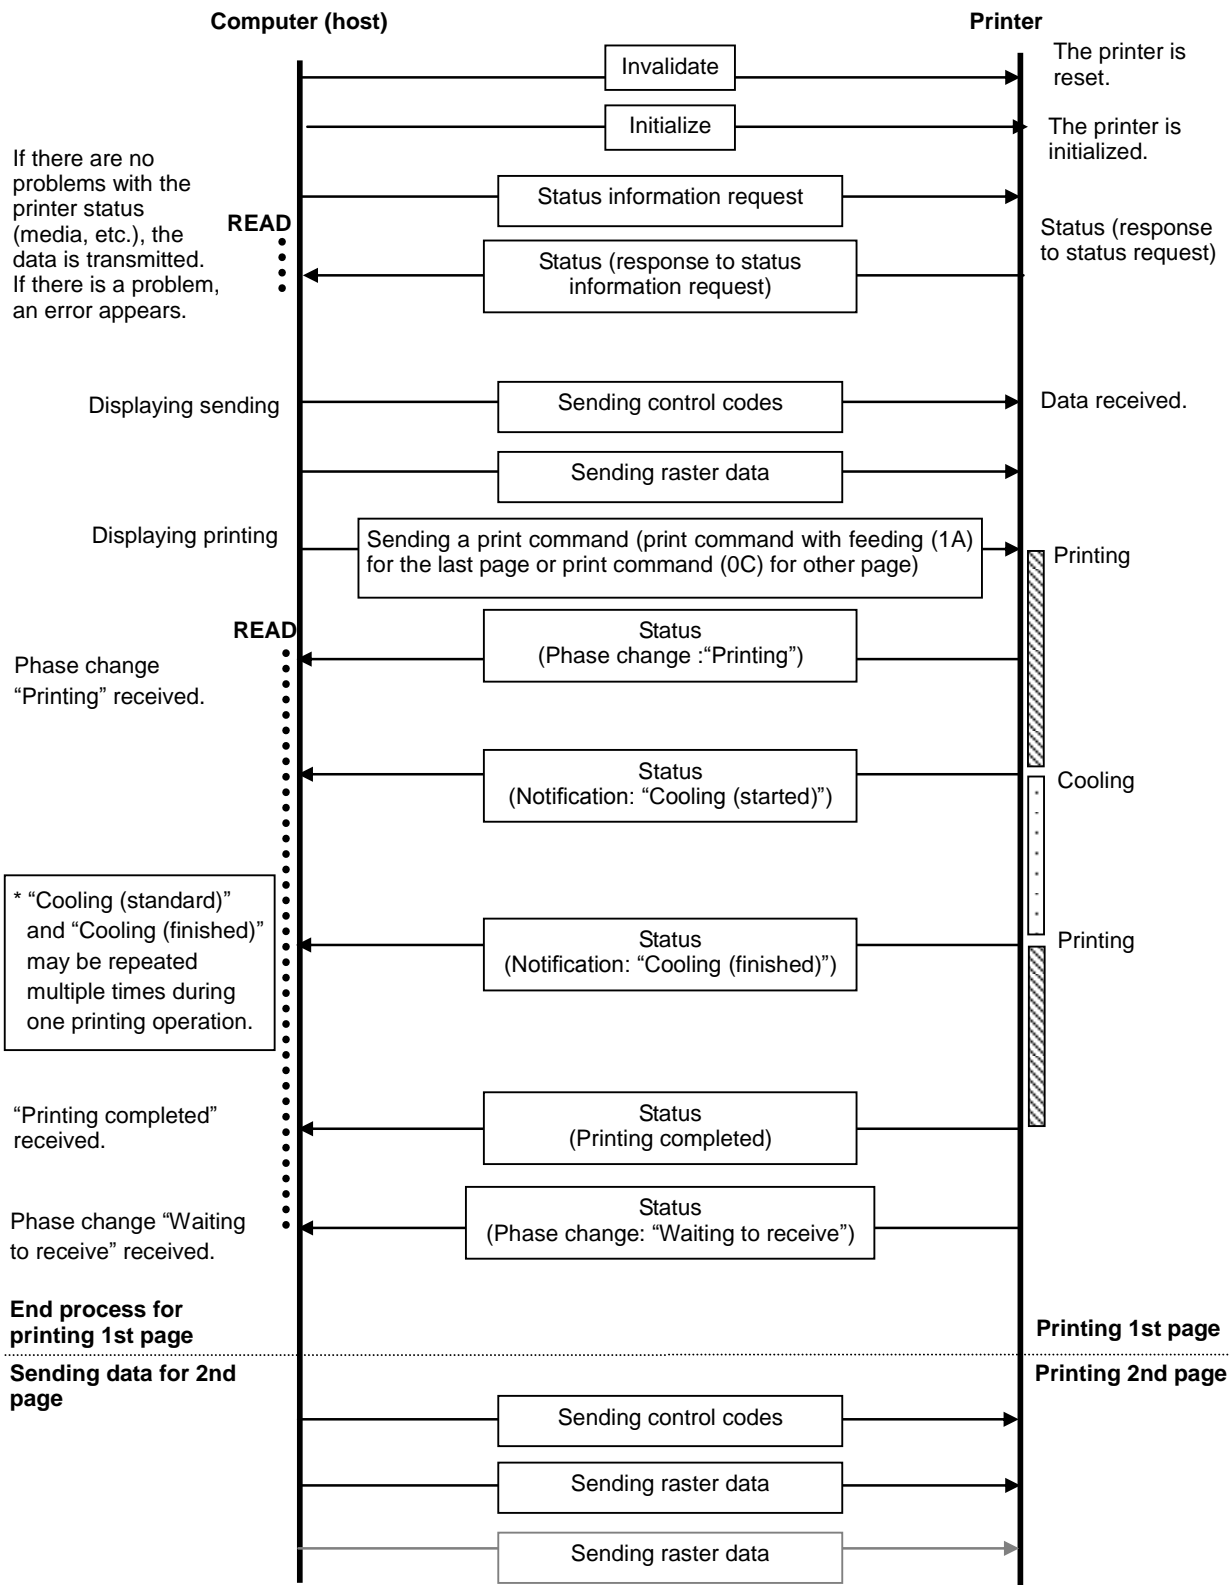 Computer (host)
Printer
Invalidate
The printer is
reset.
Initialize
The printer is
initialized.
If there are no
problems with the
printer status
(media, etc.), the
data is transmitted.
If there is a problem,
an error appears.
Status information request
READ
Status (response
to status request)
Status (response to status
information request)
Displaying sending
Sending control codes
Data received.
Sending raster data
Displaying printing
Sending a print command (print command with feeding (1A)
for the last page or print command (0C) for other page)
Printing
READ
Status
(Phase change :“Printing”)
Phase change
“Printing” received.
Status
(Notification: “Cooling (started)”)
Cooling
* “Cooling (standard)”
and “Cooling (finished)”
may be repeated
multiple times during
one printing operation.
Status
(Notification: “Cooling (finished)”)
Printing
“Printing completed”
received.
Status
(Printing completed)
Phase change “Waiting
to receive” received.
Status
(Phase change: “Waiting to receive”)
End process for
printing 1st page
Printing 1st page
Sending data for 2nd
page
Printing 2nd page
Sending control codes
Sending raster data
Sending raster data